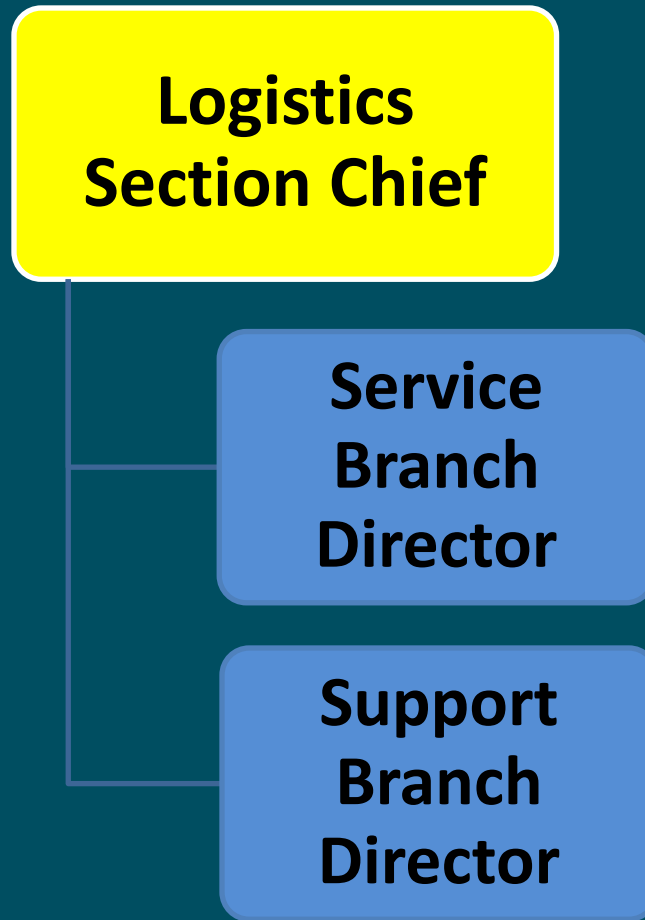 Logistics
Section Chief
Service
Branch
Director
Support
Branch
Director